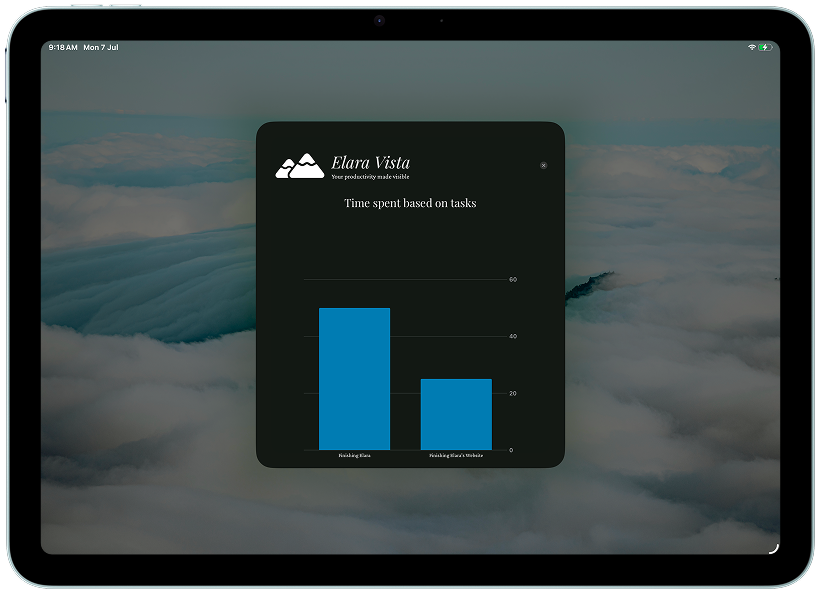 9:18 AM Mon 7 Jul
Elara Vista
Your productivity made visible
Time spent based on tasks
60
40
20
0
Finishing Elara
Finishing Elara's Website